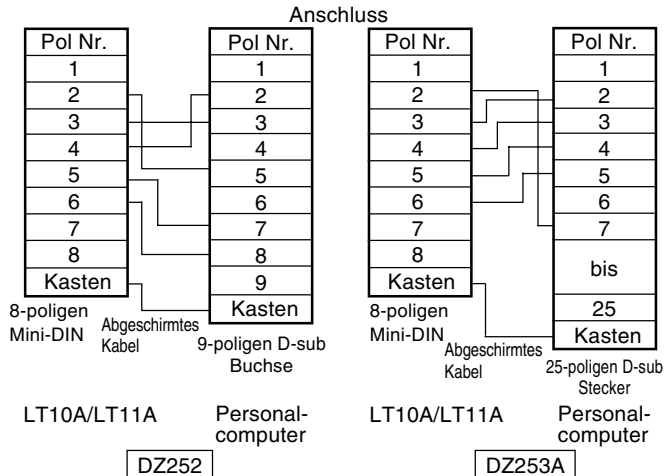 Anschluss
Pol Nr.
1
2
3
4
5
6
7
8
Kasten
8-poligen
Mini-DIN
Abgeschirmtes
Kabel
Pol Nr.
1
2
3
4
5
6
7
8
9
Kasten
9-poligen D-sub
Buchse
LT10A/LT11A
Personal-
computer
DZ252
Pol Nr.
1
2
3
4
5
6
7
8
Kasten
8-poligen
Mini-DIN
Abgeschirmtes
Kabel
Pol Nr.
1
2
3
4
5
6
7
bis
25
Kasten
25-poligen D-sub
Stecker
LT10A/LT11A
Personal-
computer
DZ253A